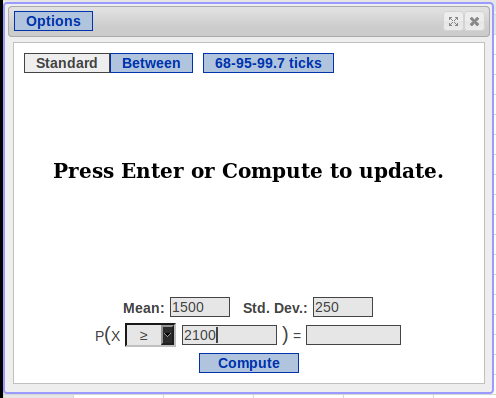 Options
Standard Between 68-95-99.7 ticks
Press Enter or Compute to update.
Mean: 1500 Std. Dev.: 250
P(X ≥ 2100 ) =
Compute